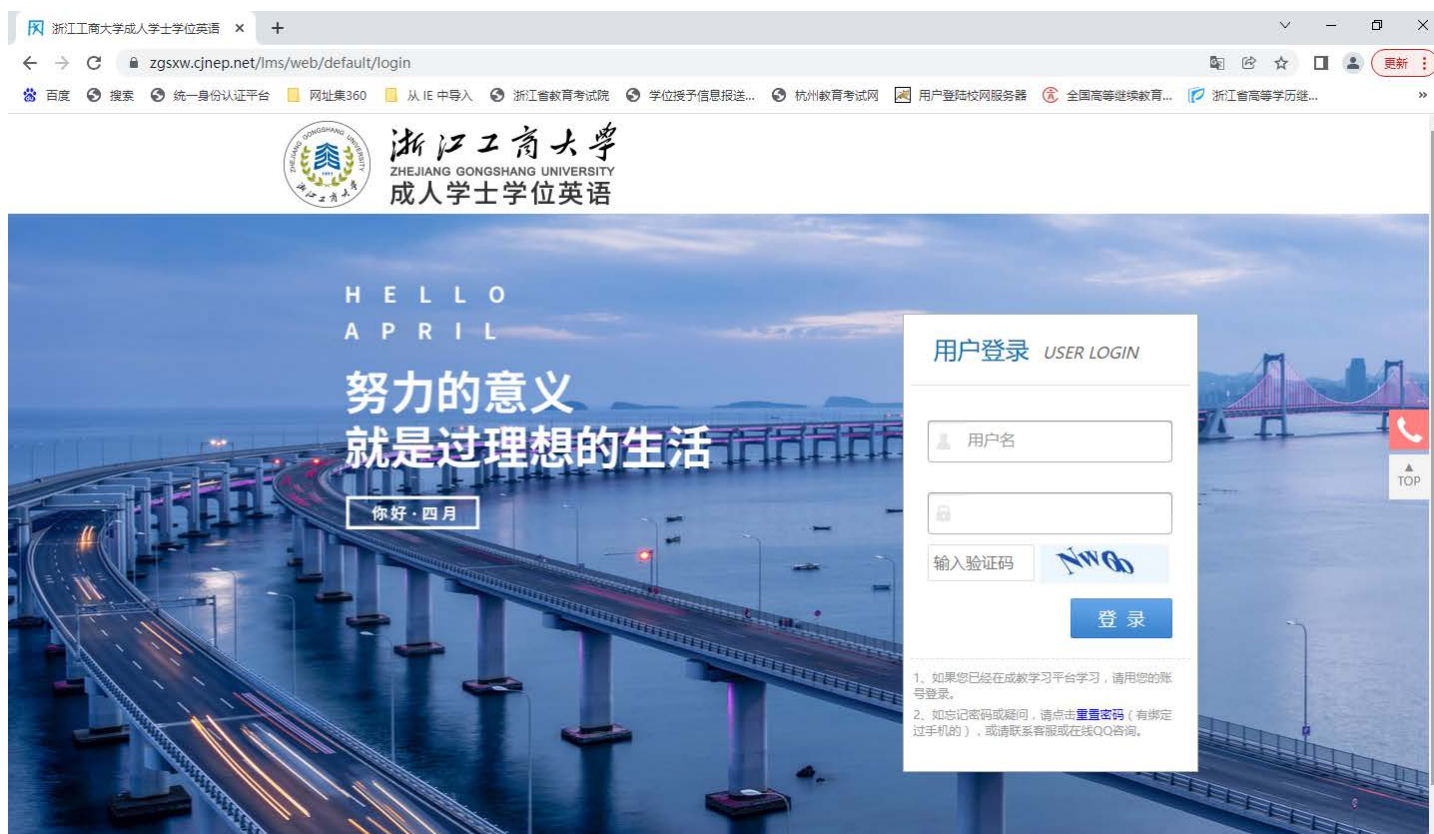 浙江工商大学成人学士学位英语
zgsxw.cjnep.net/lms/web/default/login
更新
百度 搜索 统一身份认证平台 网址集360 从 IE 中导入 浙江省教育考试院 学位授予信息报送... 杭州教育考试网 用户登陆校网服务器 全国高等继续教育... 浙江省高等学历继... »
浙江工商大学
ZHEJIANG GONGSHANG UNIVERSITY
成人学士学位英语
HELLO
APRIL
努力的意义
就是过理想的生活
你好·四月
用户登录 USER LOGIN
用户名
输入验证码
登 录
1、如果您已经在成教学习平台学习，请用您的账
号登录。
2、如忘记密码或疑问，请点击重置密码（有绑定
过手机的），或请联系客服或在线QQ咨询。
TOP